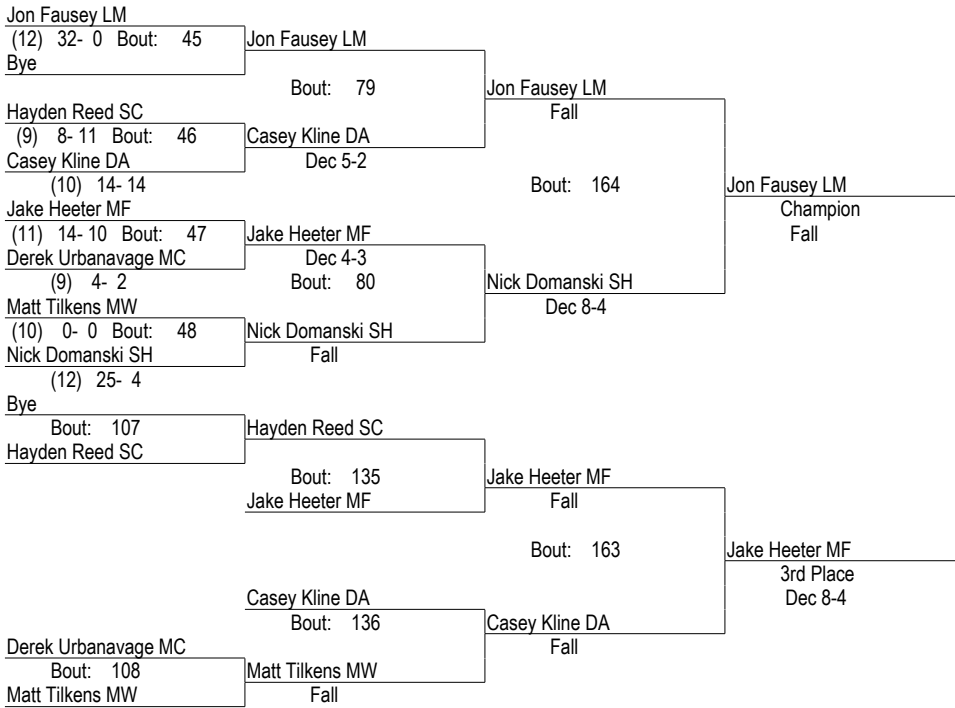 Jon Fausey LM
(12) 32- 0 Bout: 45
Jon Fausey LM
Bye
Bout: 79
Jon Fausey LM
Hayden Reed SC
Fall
(9) 8- 11 Bout: 46
Casey Kline DA
Casey Kline DA
Dec 5-2
(10) 14- 14
Bout: 164
Jon Fausey LM
Jake Heeter MF
Champion
(11) 14- 10 Bout: 47
Jake Heeter MF
Fall
Derek Urbanavage MC
Dec 4-3
(9) 4- 2
Bout: 80
Nick Domanski SH
Matt Tilkens MW
Dec 8-4
(10) 0- 0 Bout: 48
Nick Domanski SH
Nick Domanski SH
Fall
(12) 25- 4
Bye
Bout: 107
Hayden Reed SC
Hayden Reed SC
Bout: 135
Jake Heeter MF
Jake Heeter MF
Fall
Bout: 163
Jake Heeter MF
3rd Place
Casey Kline DA
Dec 8-4
Bout: 136
Casey Kline DA
Derek Urbanavage MC
Fall
Bout: 108
Matt Tilkens MW
Matt Tilkens MW
Fall